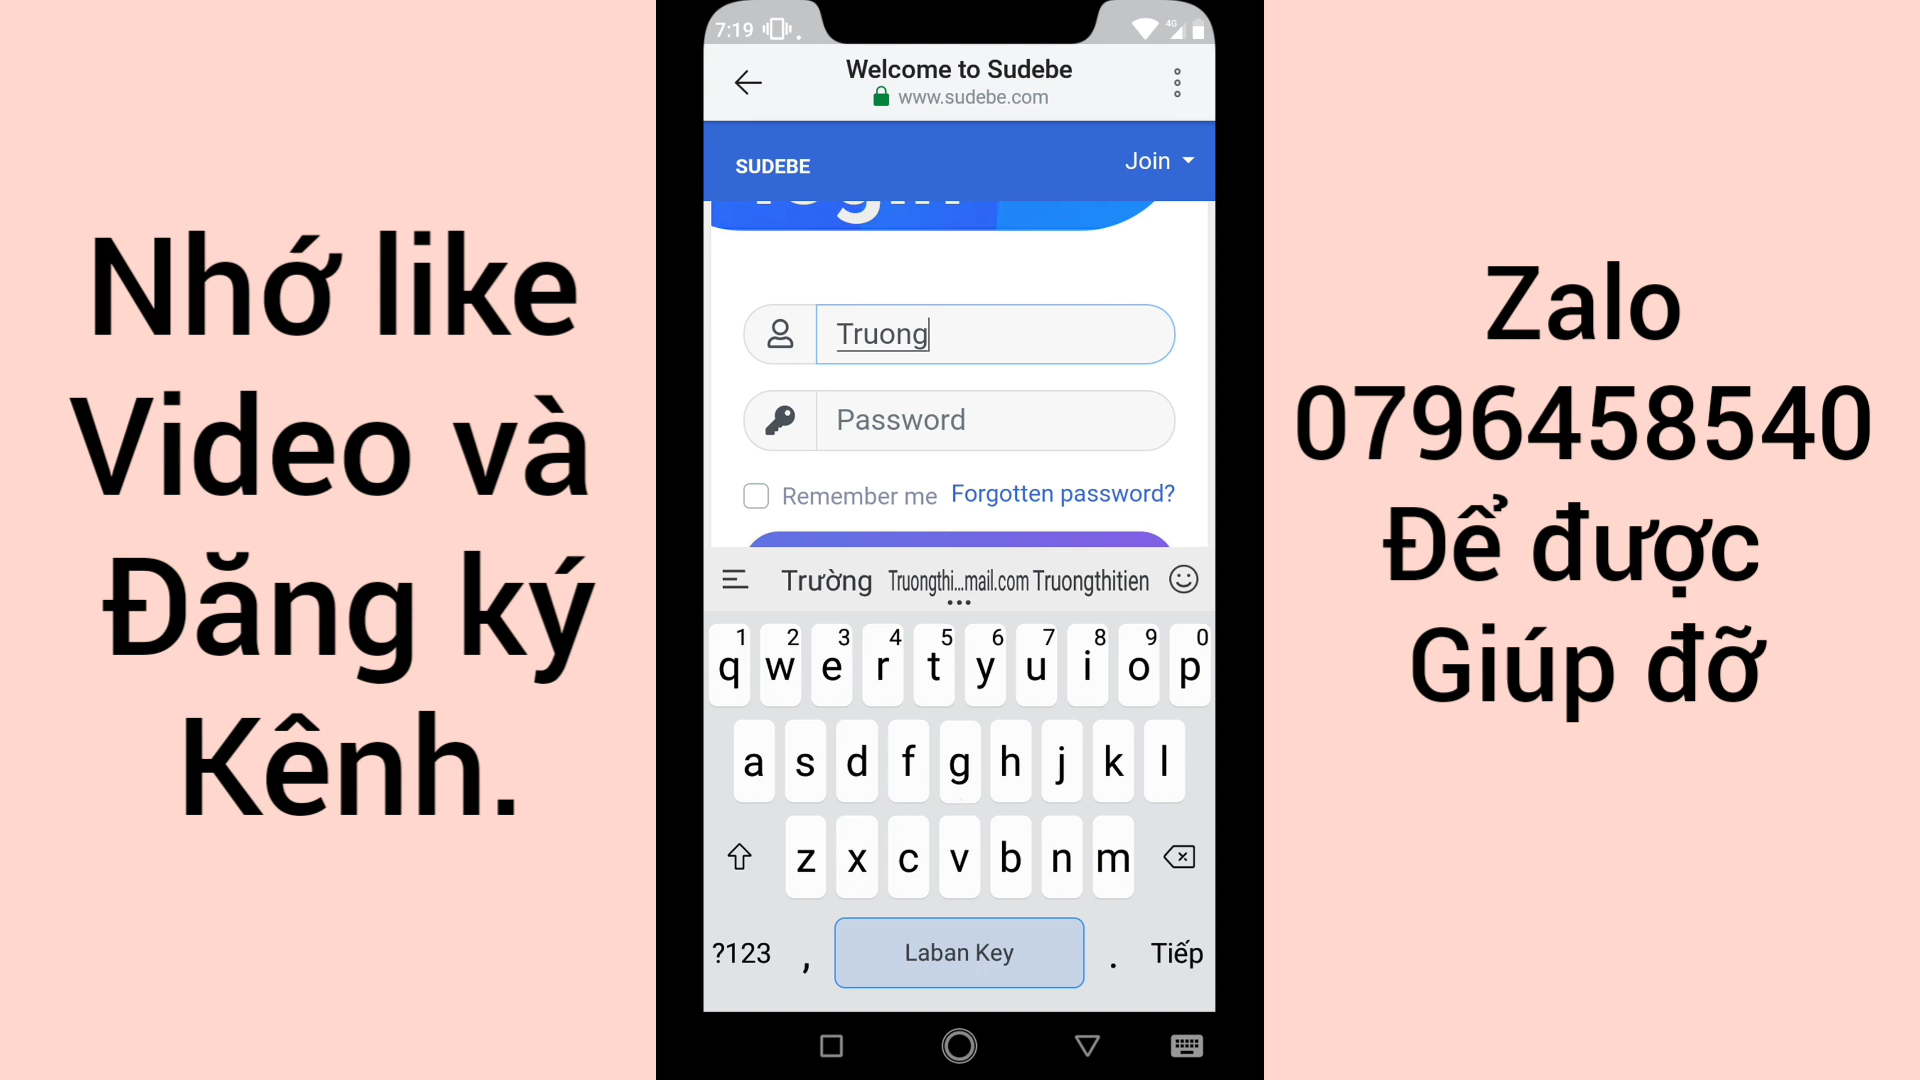 Nhớ like
Video và
Đăng ký
Kênh.
7:19
4G
Welcome to Sudebe
www.sudebe.com
SUDEBE
Join
login
Truong
Password
Remember me
Forgotten password?
Trường Truongthi...mail.com Truongthitien
1 2 3 4 5 6 7 8 9 0
q w e r t y u i o p
a s d f g h j k l
z x c v b n m
?123 , Laban Key . Tiếp
Zalo
0796458540
Để được
Giúp đỡ